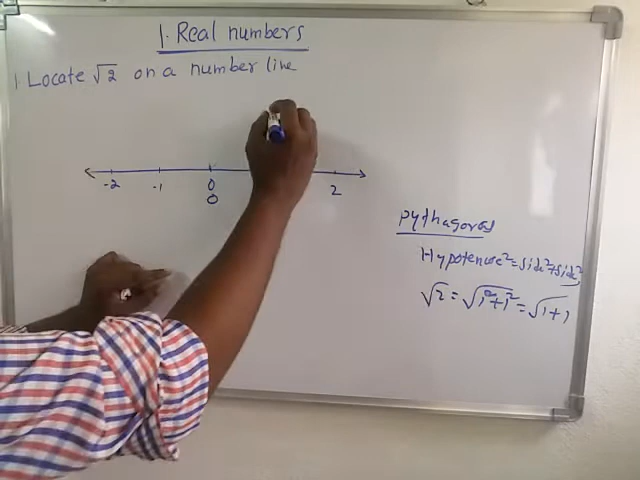 1. Real numbers
1 Locate √2 on a number line
-2 -1 0 2
0
Pythagoras
Hypotenuse² = side² + side²
√2 = √1²+1² = √1+1